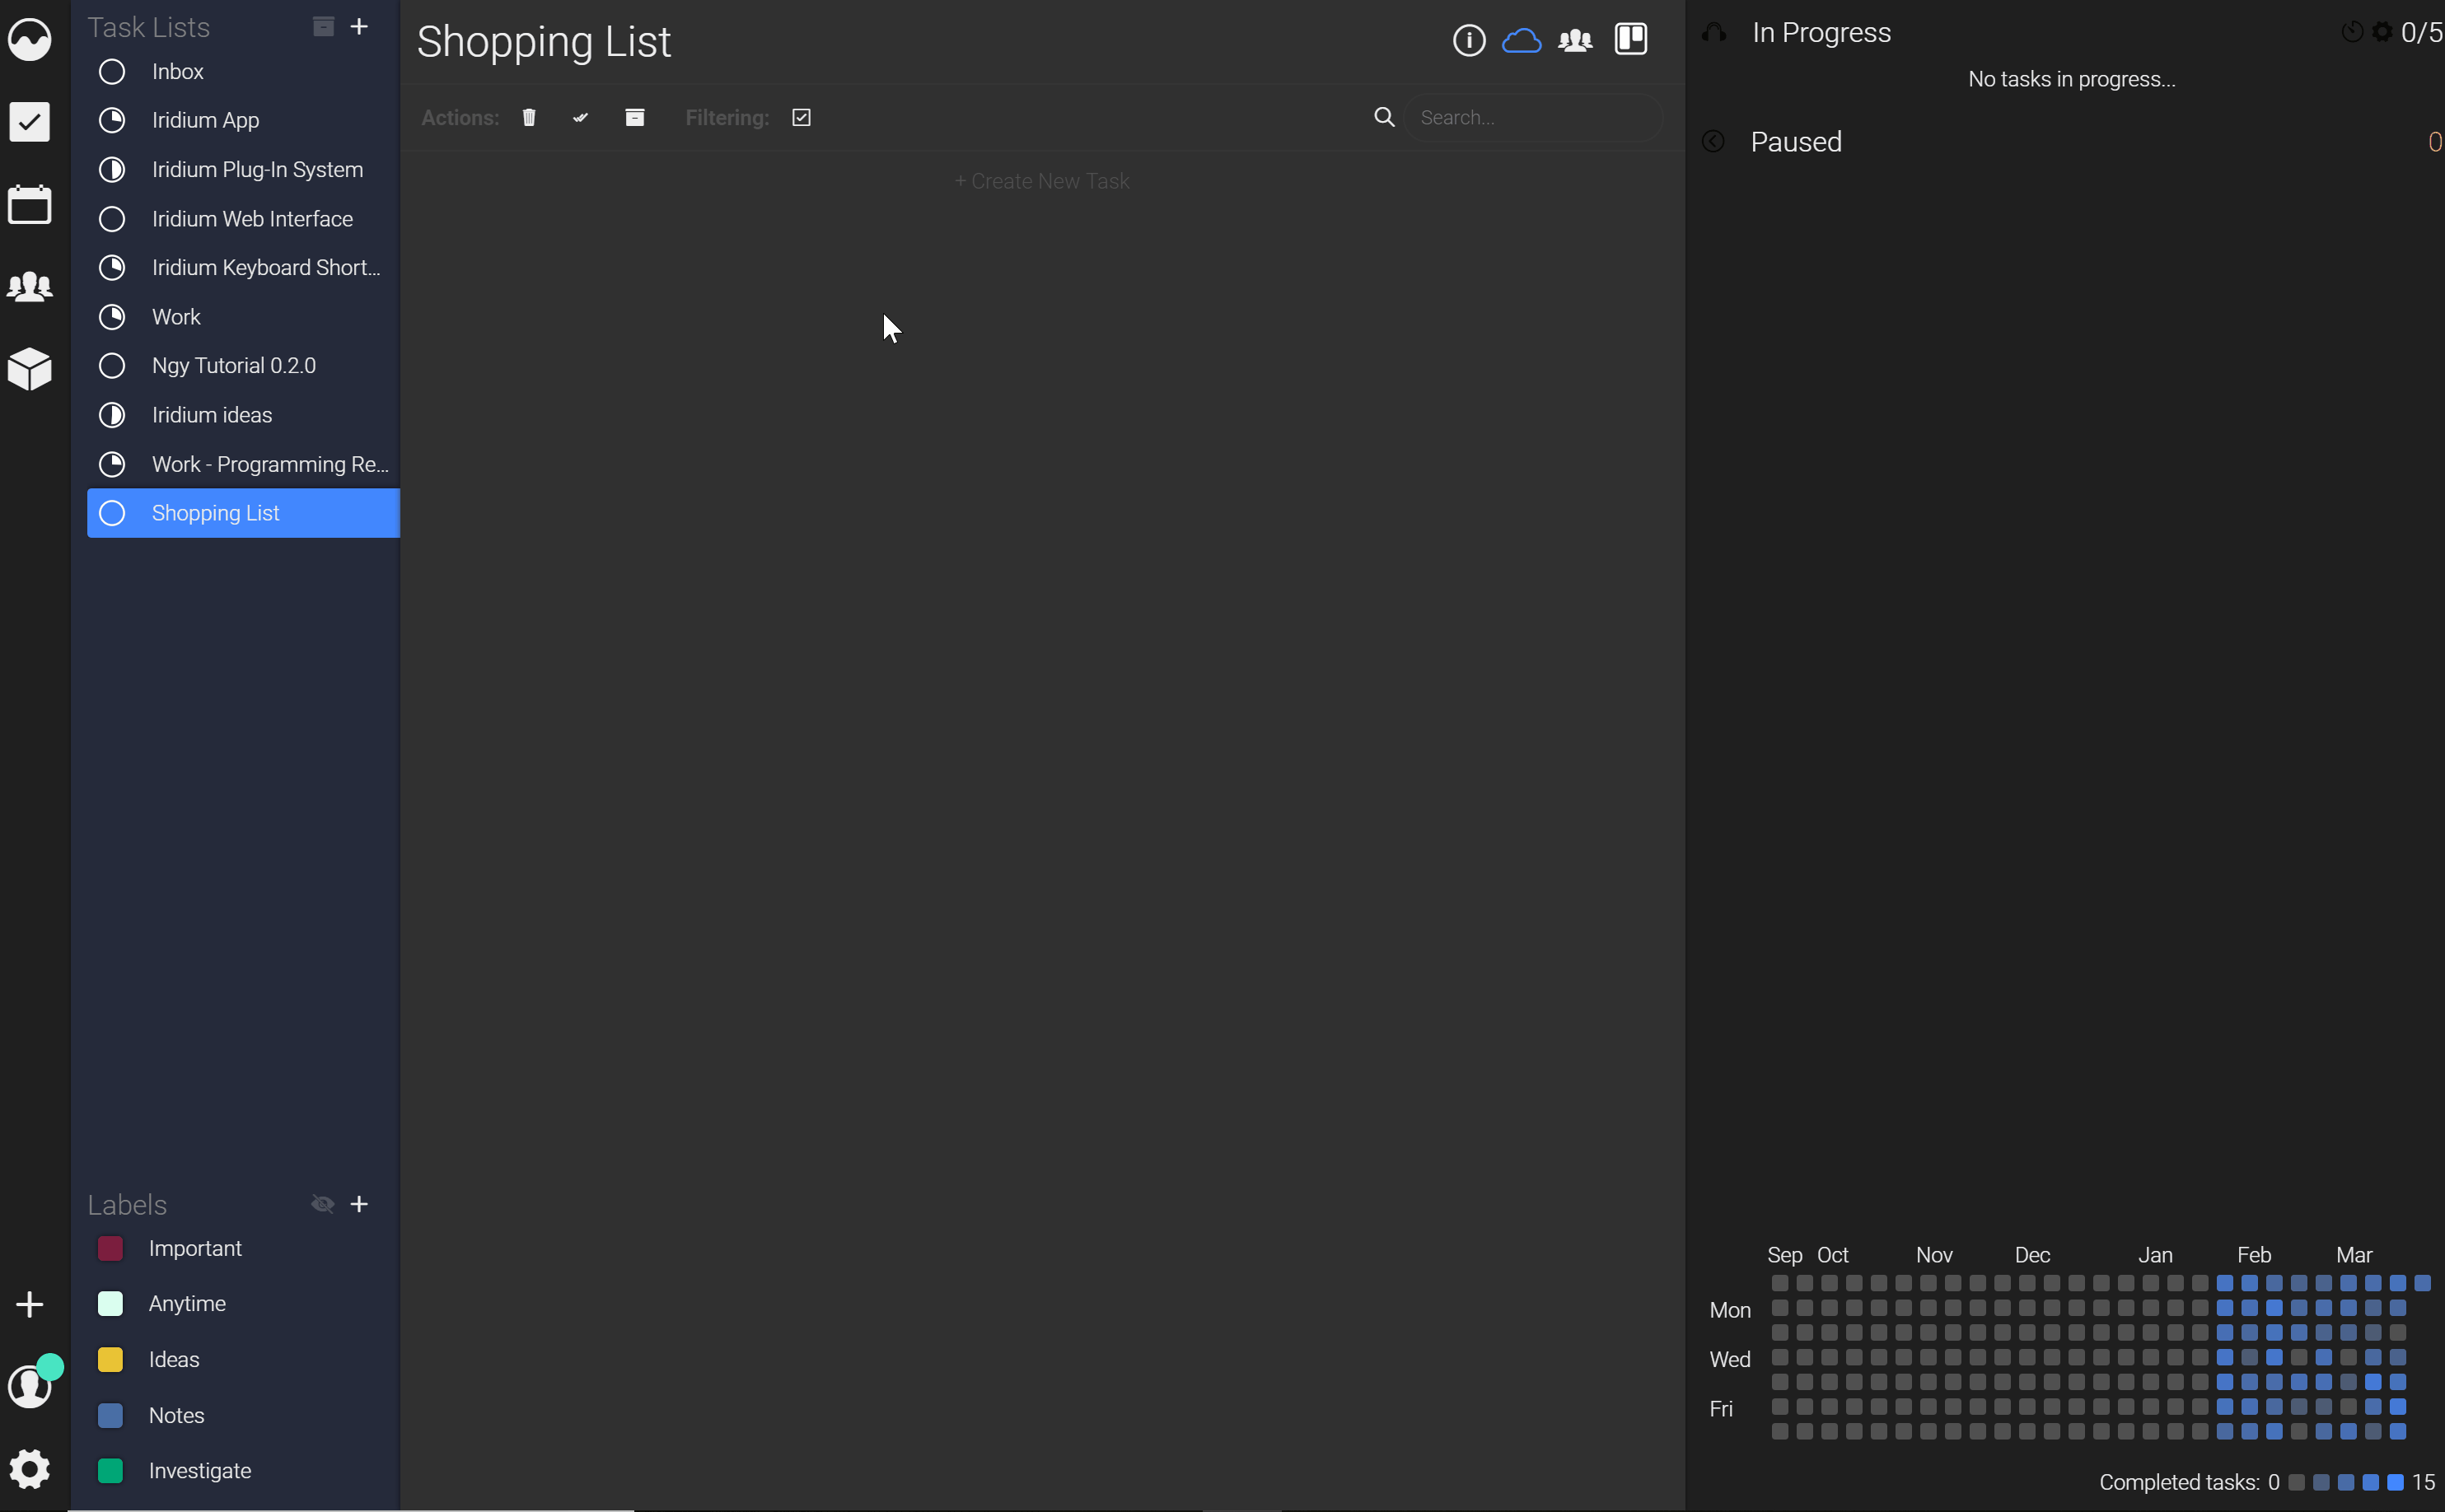 Task Lists
Inbox
Iridium App
Iridium Plug-In System
Iridium Web Interface
Iridium Keyboard Short...
Work
Ngy Tutorial 0.2.0
Iridium ideas
Work - Programming Re...
Shopping List
Labels
Important
Anytime
Ideas
Notes
Investigate
Shopping List
Actions:
Filtering:
Search...
+ Create New Task
In Progress
0/5
No tasks in progress...
Paused
0
Sep Oct Nov Dec Jan Feb Mar
Mon
Wed
Fri
Completed tasks: 0 15